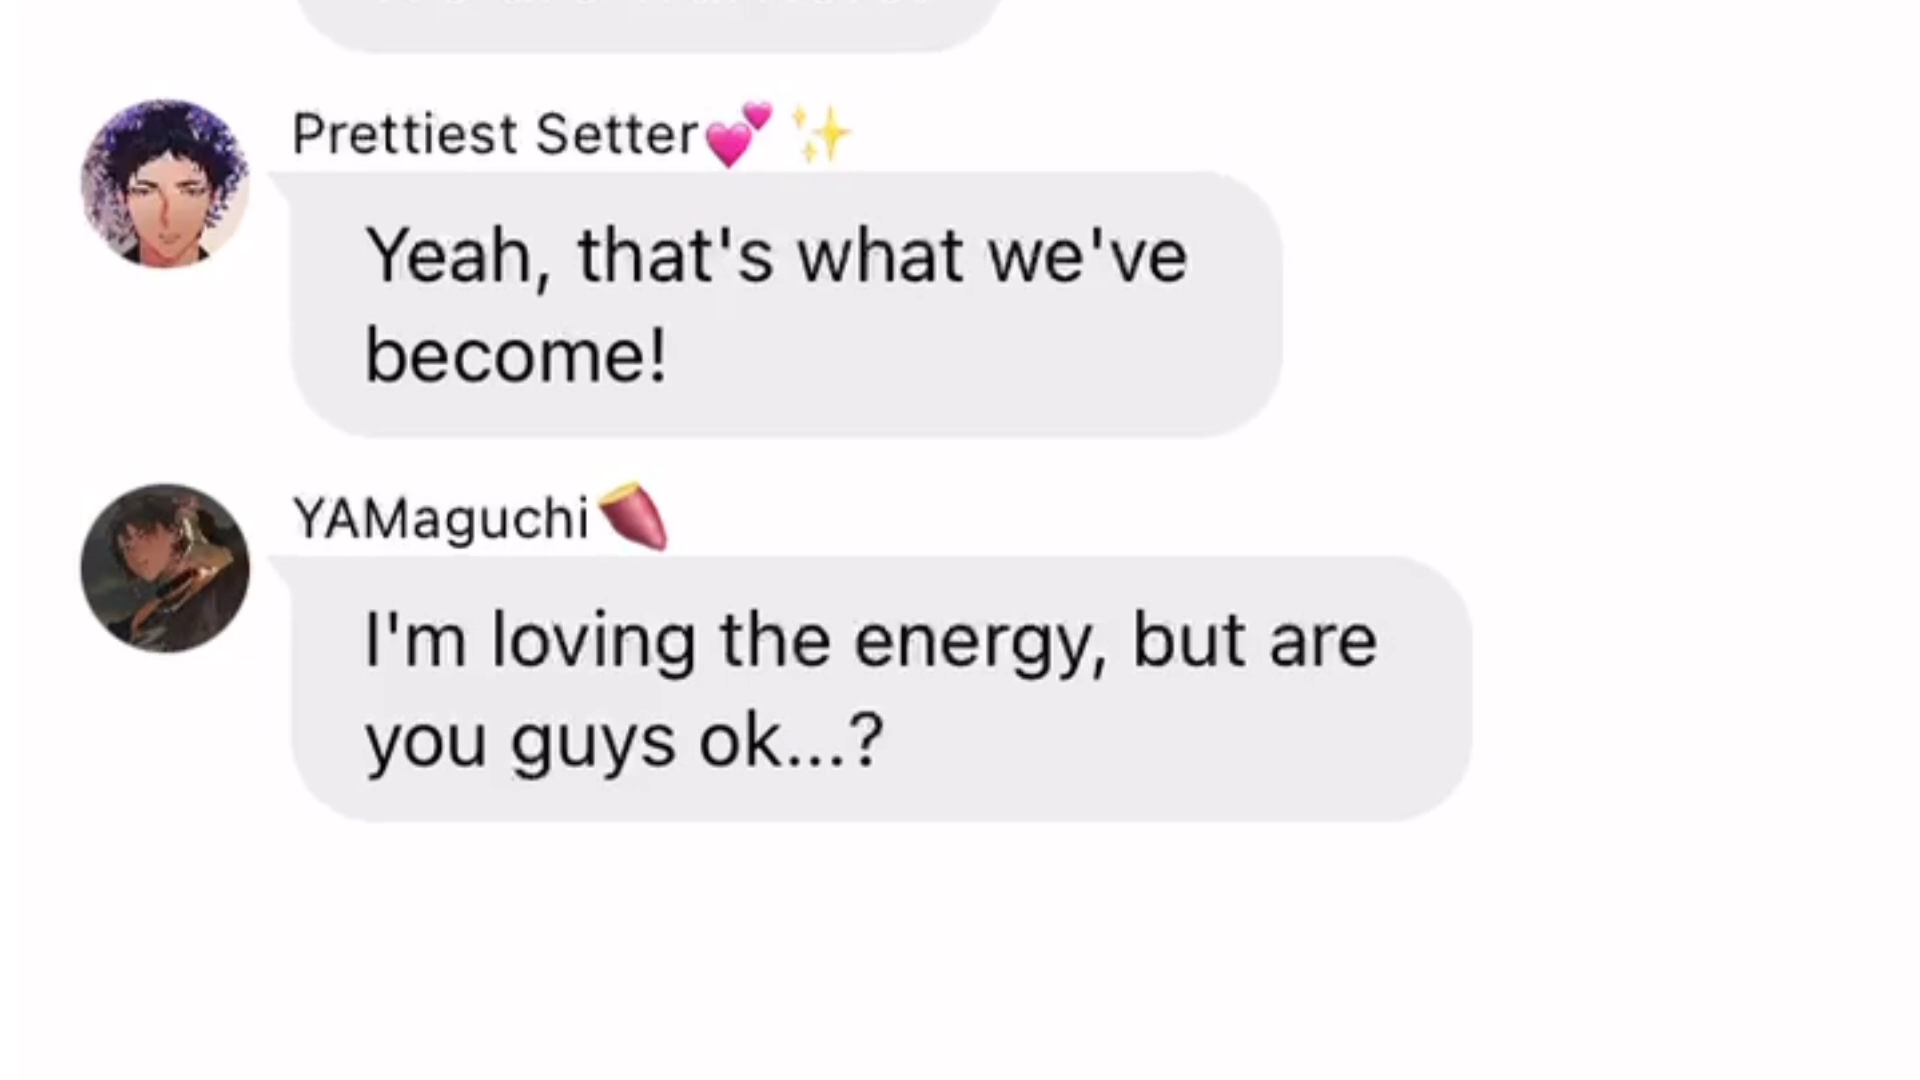 Prettiest Setter💕 ✨
Yeah, that's what we've
become!
YAMaguchi🍠
I'm loving the energy, but are
you guys ok...?